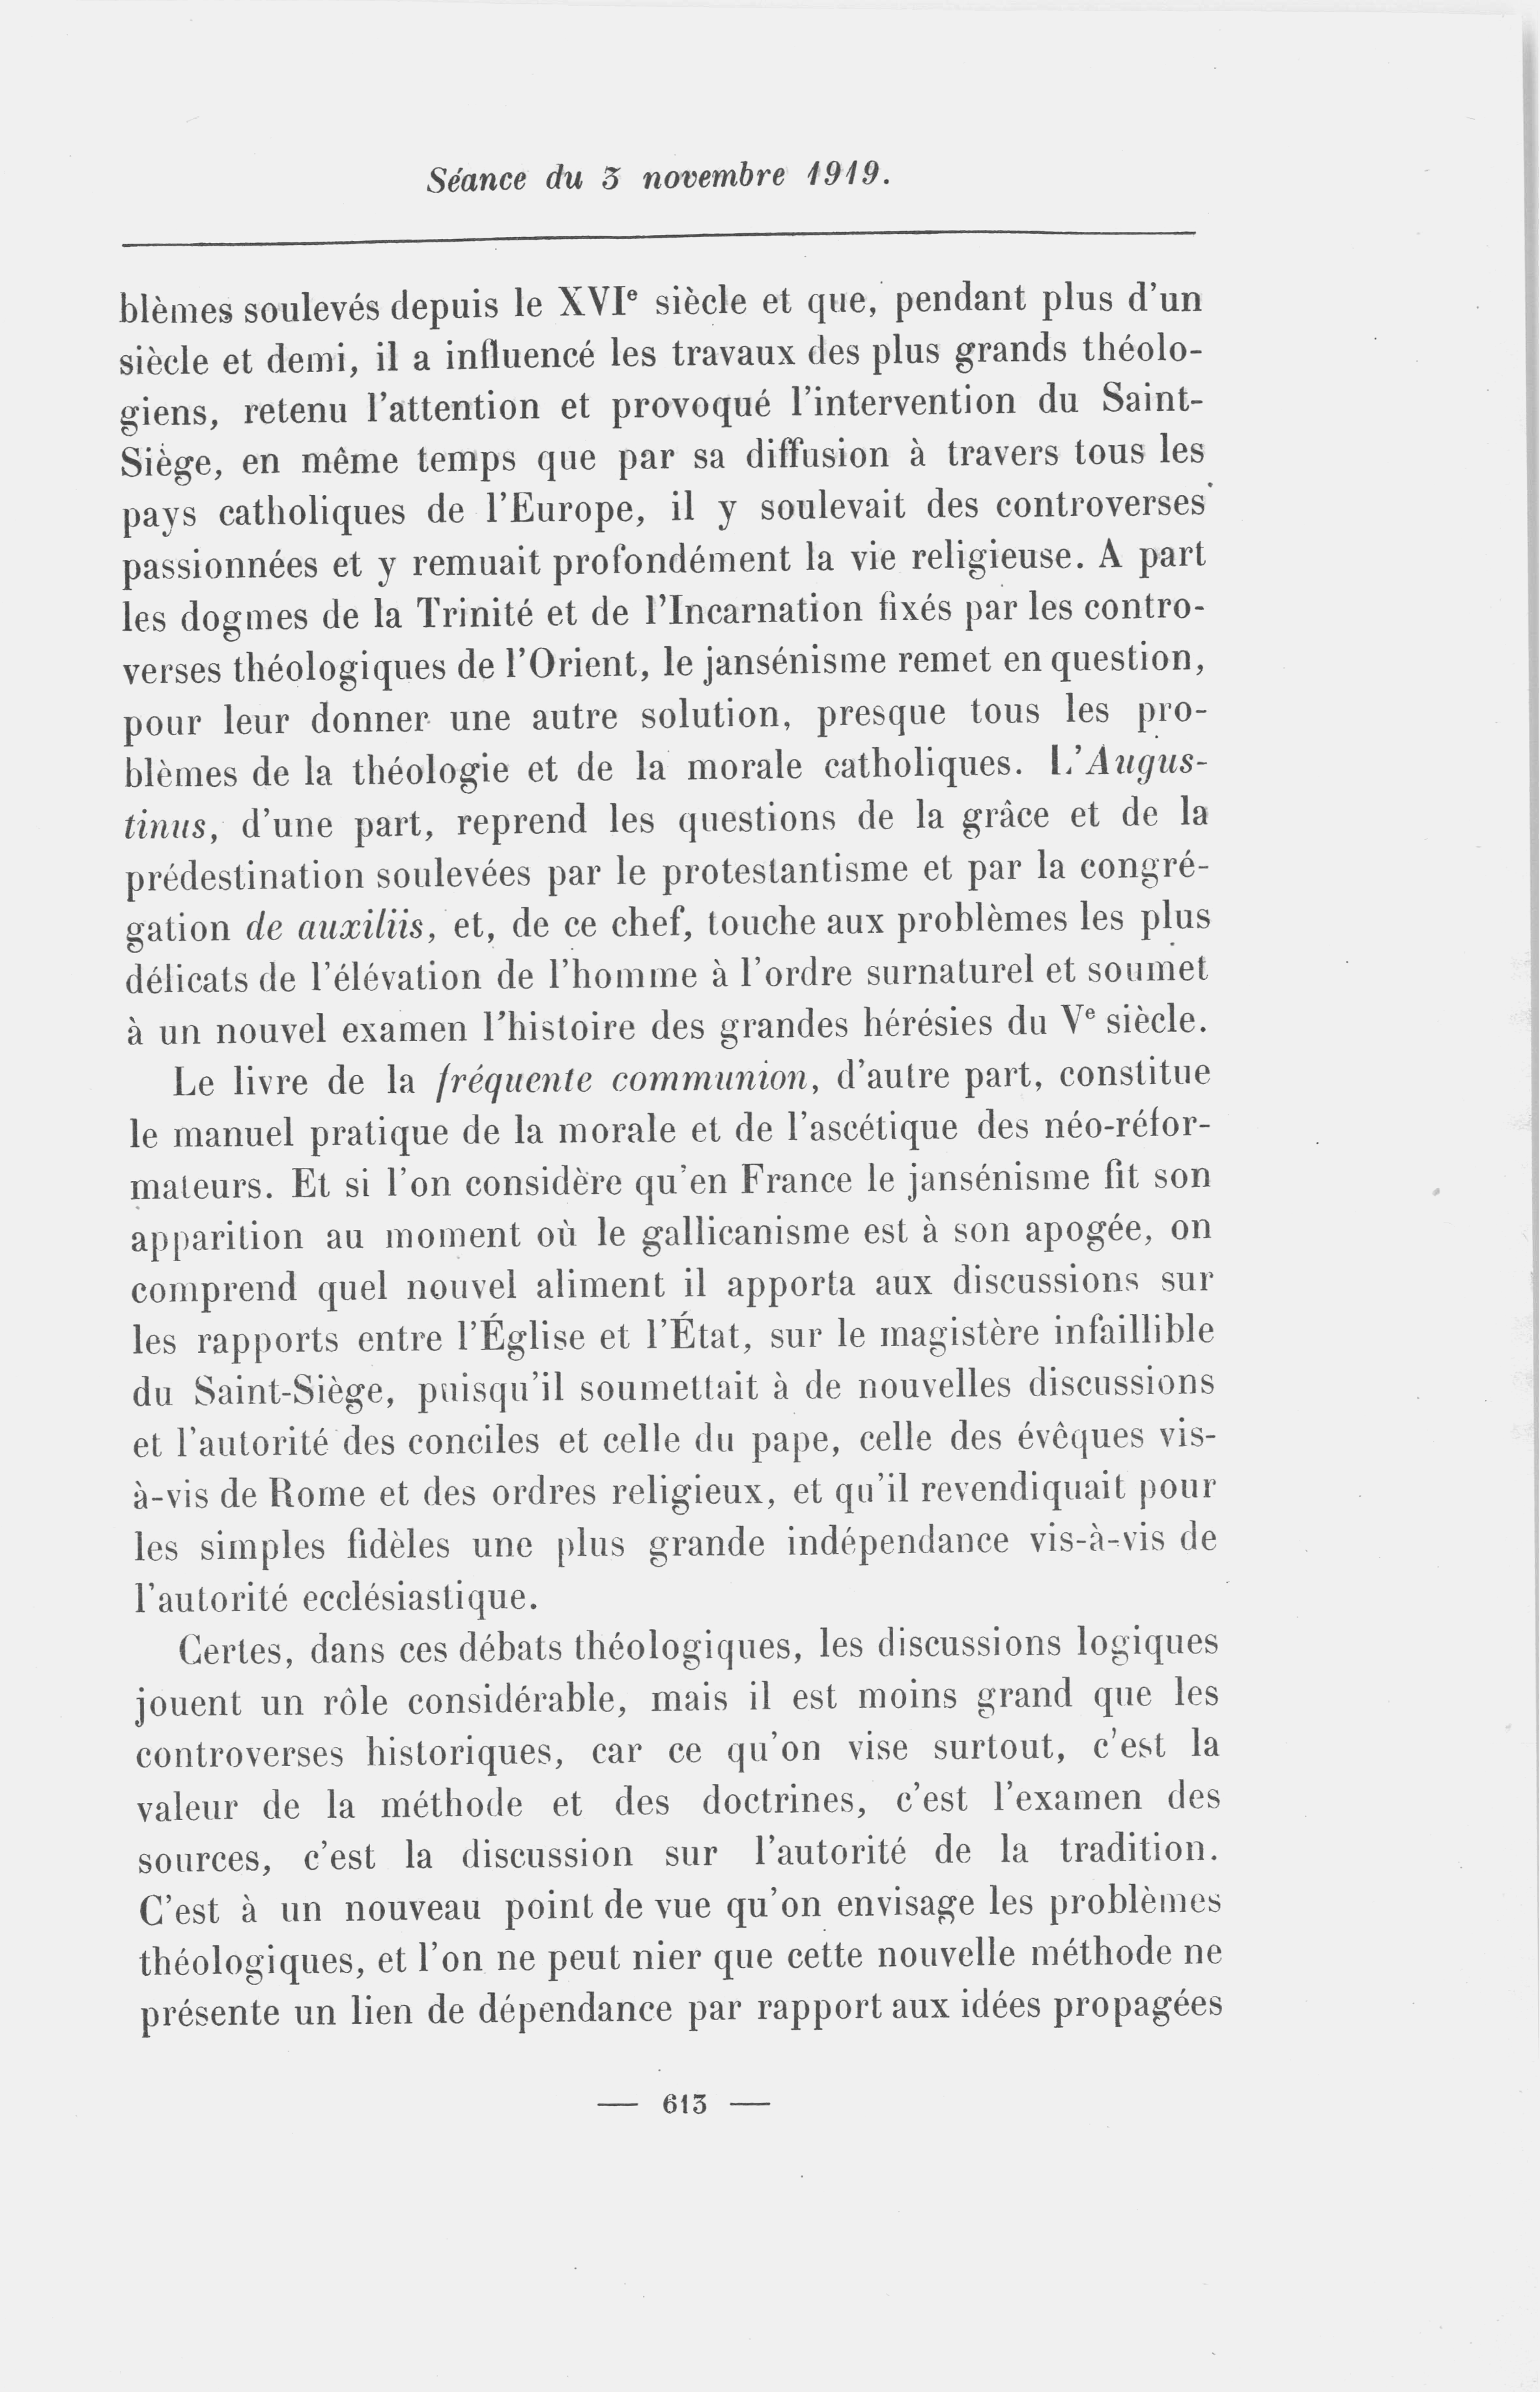 Séance du 3 novembre 1919.
blèmes soulevés depuis le XVIe siècle et que, pendant plus d'un
siècle et demi, il a influencé les travaux des plus grands théolo-
giens, retenu l'attention et provoqué l'intervention du Saint-
Siège, en même temps que par sa diffusion à travers tous les
pays catholiques de l'Europe, il y soulevait des controverses
passionnées et y remuait profondément la vie religieuse. A part
les dogmes de la Trinité et de l'Incarnation fixés par les contro-
verses théologiques de l'Orient, le jansénisme remet en question,
pour leur donner une autre solution, presque tous les pro-
blèmes de la théologie et de la morale catholiques. L'Augus-
tinus, d'une part, reprend les questions de la grâce et de la
prédestination soulevées par le protestantisme et par la congré-
gation de auxiliis, et, de ce chef, touche aux problèmes les plus
délicats de l'élévation de l'homme à l'ordre surnaturel et soumet
à un nouvel examen l'histoire des grandes hérésies du Ve siècle.
Le livre de la fréquente communion, d'autre part, constitue
le manuel pratique de la morale et de l'ascétique des néo-réfor-
mateurs. Et si l'on considère qu'en France le jansénisme fit son
apparition au moment où le gallicanisme est à son apogée, on
comprend quel nouvel aliment il apporta aux discussions sur
les rapports entre l'Église et l'État, sur le magistère infaillible
du Saint-Siège, puisqu'il soumettait à de nouvelles discussions
et l'autorité des conciles et celle du pape, celle des évêques vis-
à-vis de Rome et des ordres religieux, et qu'il revendiquait pour
les simples fidèles une plus grande indépendance vis-à-vis de
l'autorité ecclésiastique.
Certes, dans ces débats théologiques, les discussions logiques
jouent un rôle considérable, mais il est moins grand que les
controverses historiques, car ce qu'on vise surtout, c'est la
valeur de la méthode et des doctrines, c'est l'examen des
sources, c'est la discussion sur l'autorité de la tradition.
C'est à un nouveau point de vue qu'on envisage les problèmes
théologiques, et l'on ne peut nier que cette nouvelle méthode ne
présente un lien de dépendance par rapport aux idées propagées
— 613 —